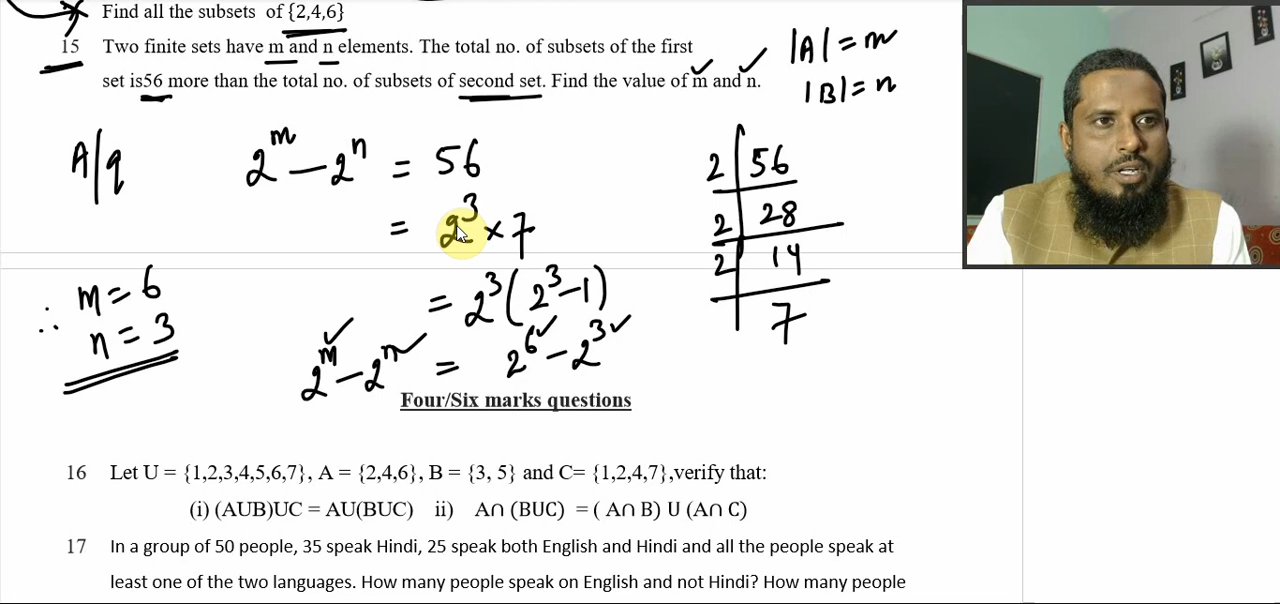 Find all the subsets of {2,4,6}
15 Two finite sets have m and n elements. The total no. of subsets of the first
set is56 more than the total no. of subsets of second set. Find the value of m and n.
|A| = m
|B| = n
A/q 2^m - 2^n = 56
= 2^3 × 7
= 2^3 (2^3 - 1)
2^m - 2^n = 2^6 - 2^3
∴ m = 6
n = 3
2 56
2 28
2 14
7
Four/Six marks questions
16 Let U = {1,2,3,4,5,6,7}, A = {2,4,6}, B = {3, 5} and C= {1,2,4,7},verify that:
(i) (AUB)UC = AU(BUC) ii) A∩ (BUC) = ( A∩ B) U (A∩ C)
17 In a group of 50 people, 35 speak Hindi, 25 speak both English and Hindi and all the people speak at
least one of the two languages. How many people speak on English and not Hindi? How many people